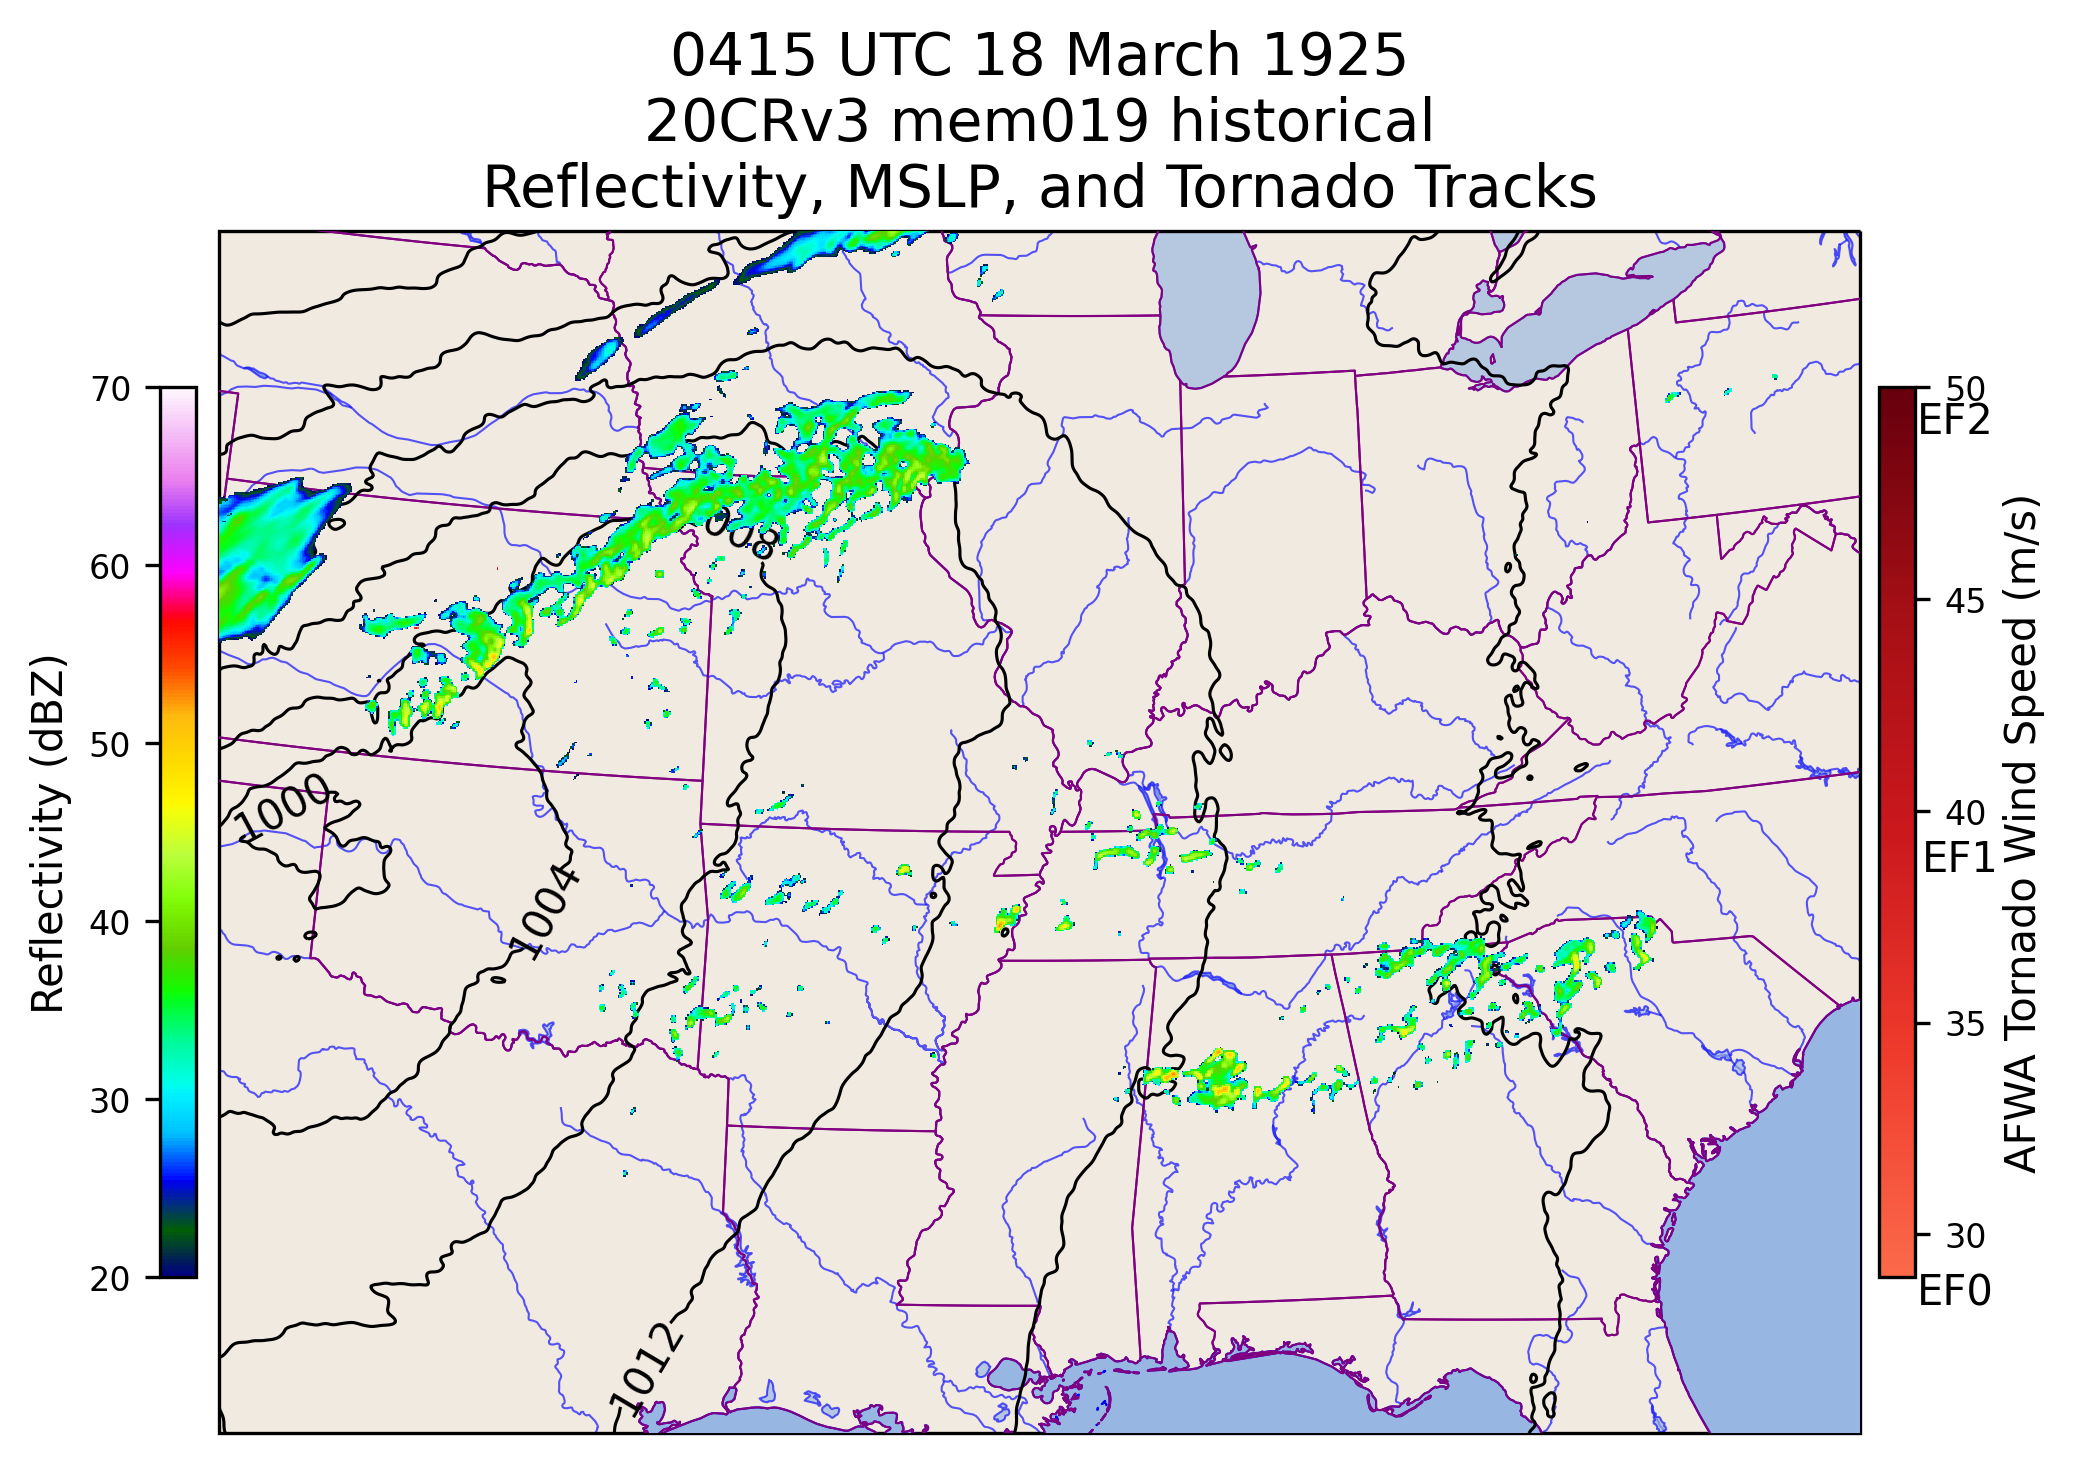 0415 UTC 18 March 1925
20CRv3 mem019 historical
Reflectivity, MSLP, and Tornado Tracks
70
60
50
40
30
20
Reflectivity (dBZ)
1000
1004
1008
1012
50
EF2
45
40
EF1
35
30
EF0
AFWA Tornado Wind Speed (m/s)